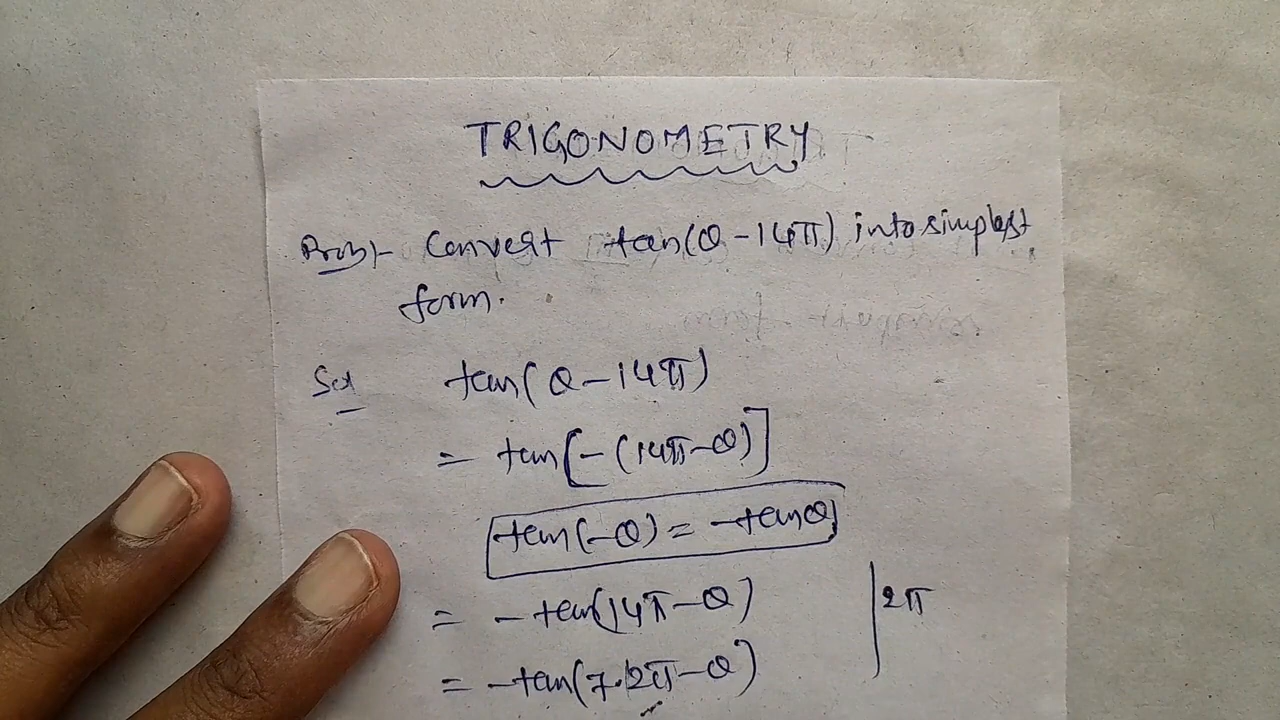 TRIGONOMETRY
Prob:- Convert tan(θ-14π) into simplest
form.
Sol tan(θ-14π)
= tan[-(14π-θ)]
tan(-θ) = -tanθ
= -tan(14π-θ) | 2π
= -tan(7.2π-θ)